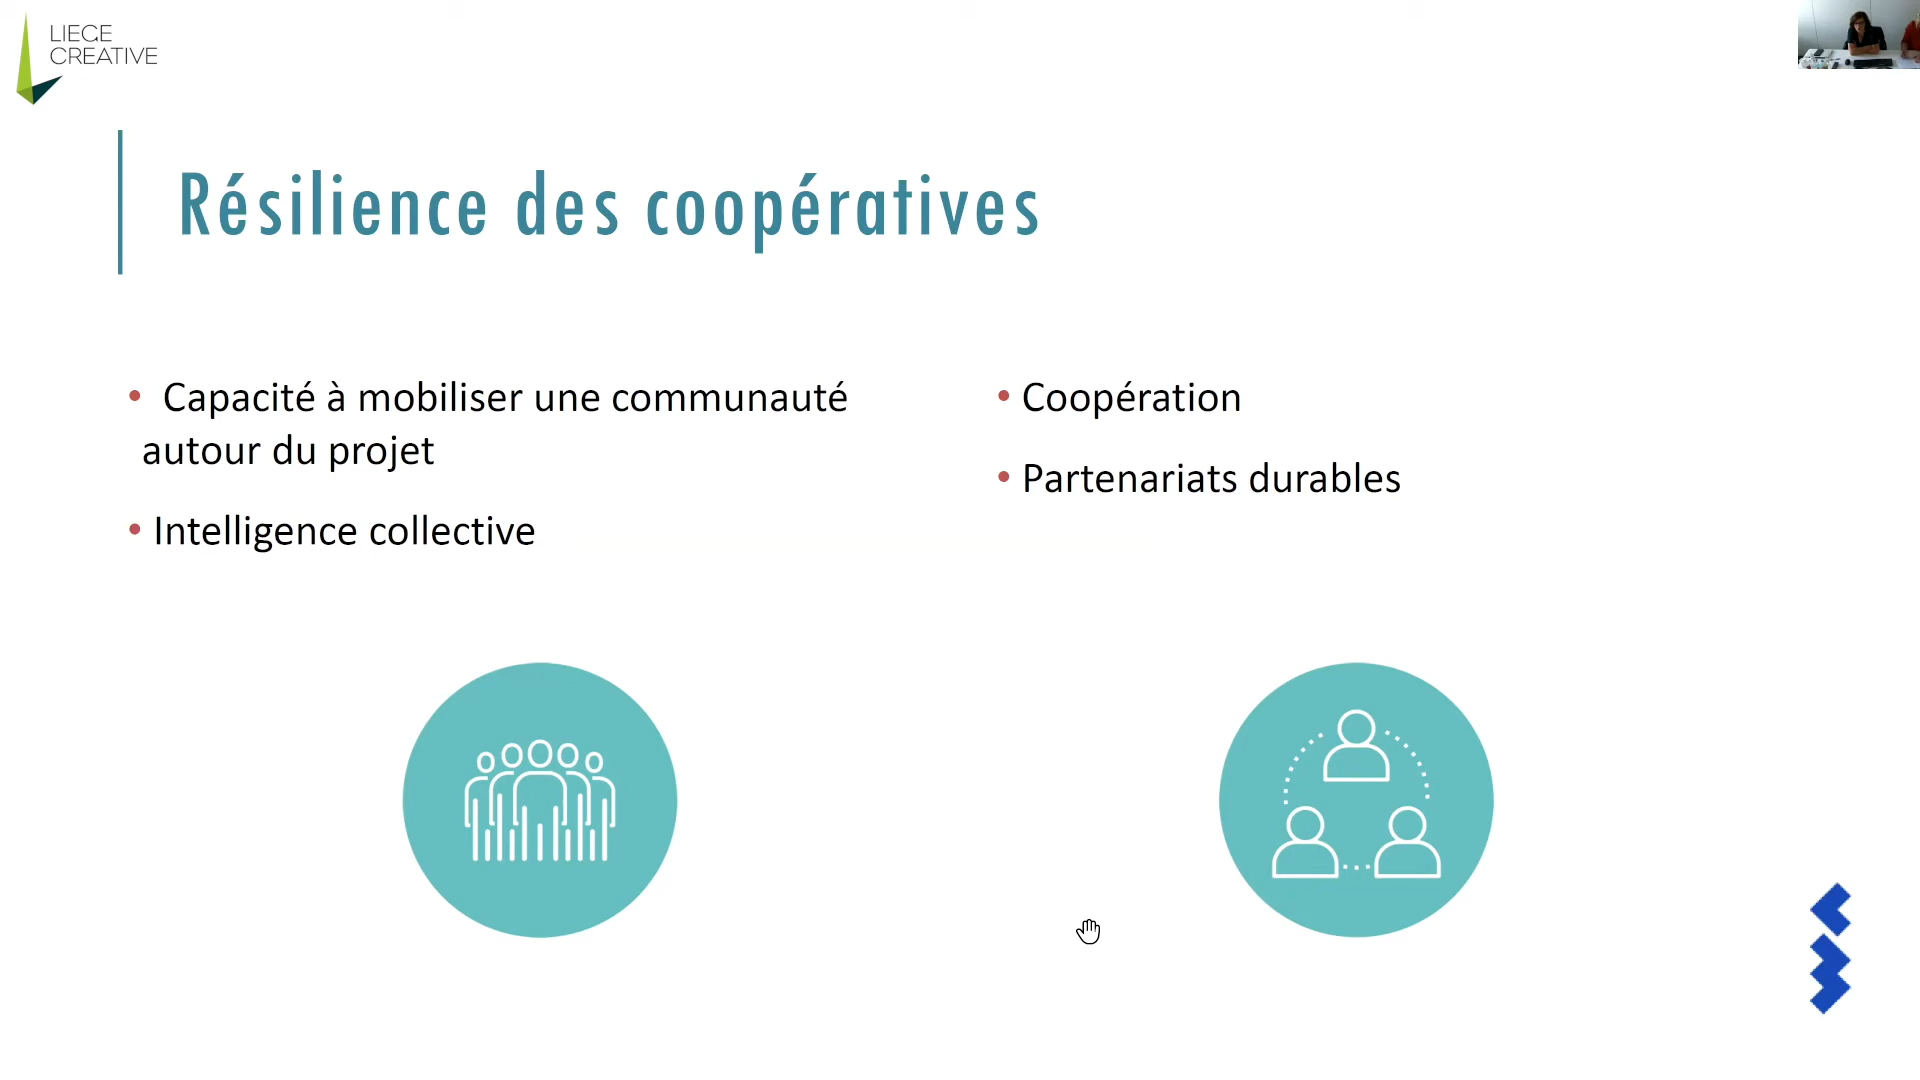 LIEGE
CREATIVE
Résilience des coopératives
• Capacité à mobiliser une communauté
autour du projet
• Intelligence collective
• Coopération
• Partenariats durables